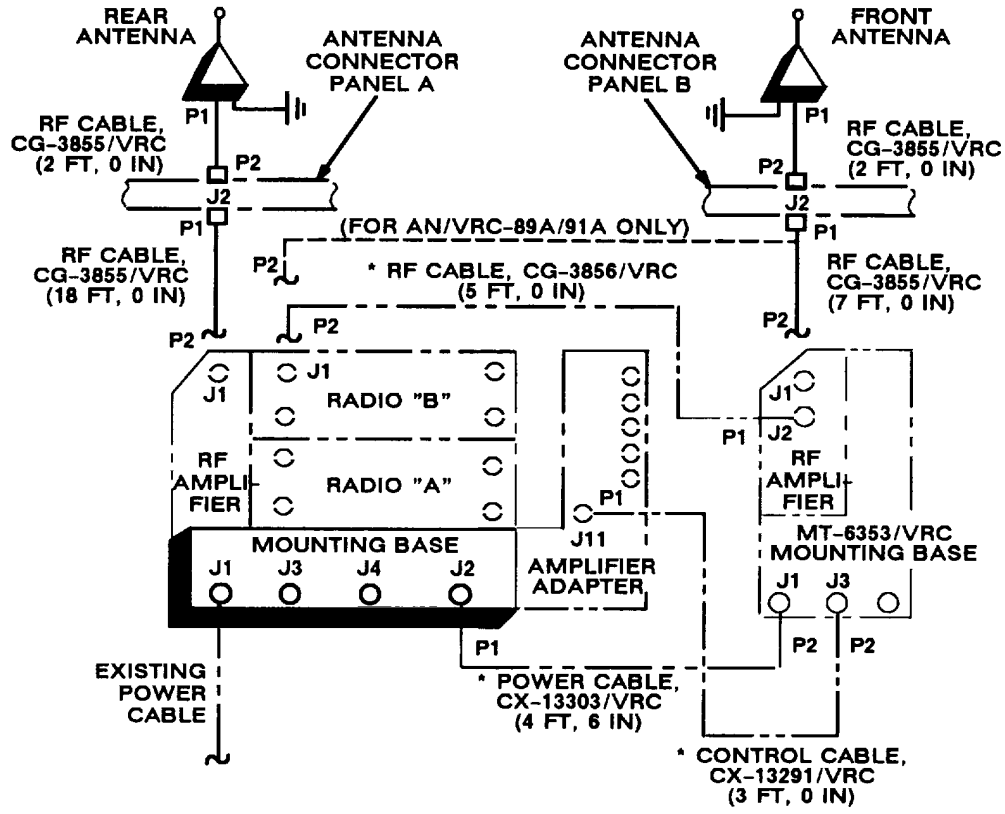 REAR
ANTENNA
ANTENNA
CONNECTOR
PANEL A
ANTENNA
CONNECTOR
PANEL B
FRONT
ANTENNA
P1
P1
RF CABLE,
CG-3855/VRC
(2 FT, 0 IN)
P2
J2
P1
RF CABLE,
CG-3855/VRC
(2 FT, 0 IN)
P2
J2
P1
(FOR AN/VRC-89A/91A ONLY)
P2
RF CABLE,
CG-3855/VRC
(18 FT, 0 IN)
* RF CABLE, CG-3856/VRC
(5 FT, 0 IN)
RF CABLE,
CG-3855/VRC
(7 FT, 0 IN)
P2
P2
P2
J1
J1
RADIO "B"
RADIO "A"
RF
AMPLI-
FIER
MOUNTING BASE
J1
J3
J4
J2
P1
J11
AMPLIFIER
ADAPTER
J1
P1
J2
RF
AMPLI-
FIER
MT-6353/VRC
MOUNTING BASE
J1
J3
P1
P2
P2
EXISTING
POWER
CABLE
* POWER CABLE,
CX-13303/VRC
(4 FT, 6 IN)
* CONTROL CABLE,
CX-13291/VRC
(3 FT, 0 IN)